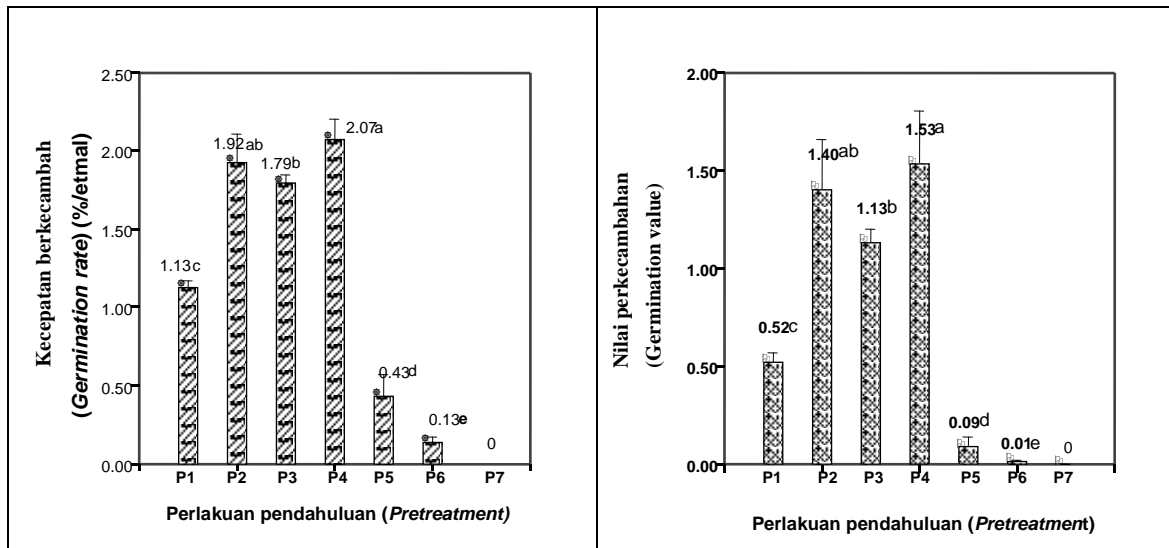 Kecepatan berkecambah
(Germination rate) (%/etmal)
2.50
2.00
1.50
1.00
0.50
0.00
1.13c
1.92ab
1.79b
2.07a
0.43d
0.13e
0
P1 P2 P3 P4 P5 P6 P7
Perlakuan pendahuluan (Pretreatment)
Nilai perkecambahan
(Germination value)
2.00
1.50
1.00
0.50
0.00
0.52c
1.40ab
1.13b
1.53a
0.09d
0.01e
0
P1 P2 P3 P4 P5 P6 P7
Perlakuan pendahuluan (Pretreatment)